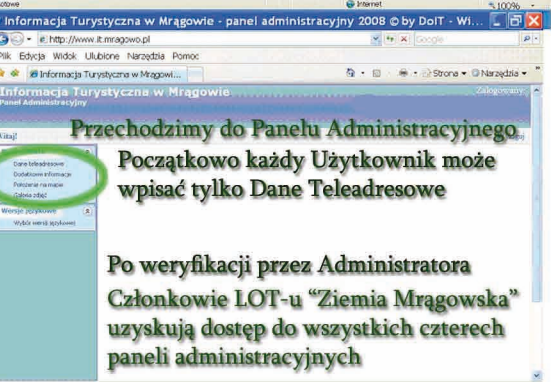 Internet
100%
Informacja Turystyczna w Mrągowie - panel administracyjny 2008 © by DoIT - Wi...
http://www.it.mragowo.pl
Google
Plik Edycja Widok Ulubione Narzędzia Pomoc
Informacja Turystyczna w Mrągowi...
Strona Narzędzia
Informacja Turystyczna w Mrągowie
Panel Administracyjny
Zalogowany:
Witaj!
Przechodzimy do Panelu Administracyjnego
Początkowo każdy Użytkownik może
wpisać tylko Dane Teleadresowe
Dane teleadresowe
Dodatkowe informacje
Położenie na mapie
Galeria zdjęć
Wersje językowe
Wybór wersji językowej
Po weryfikacji przez Administratora
Członkowie LOT-u “Ziemia Mrągowska”
uzyskują dostęp do wszystkich czterech
paneli administracyjnych